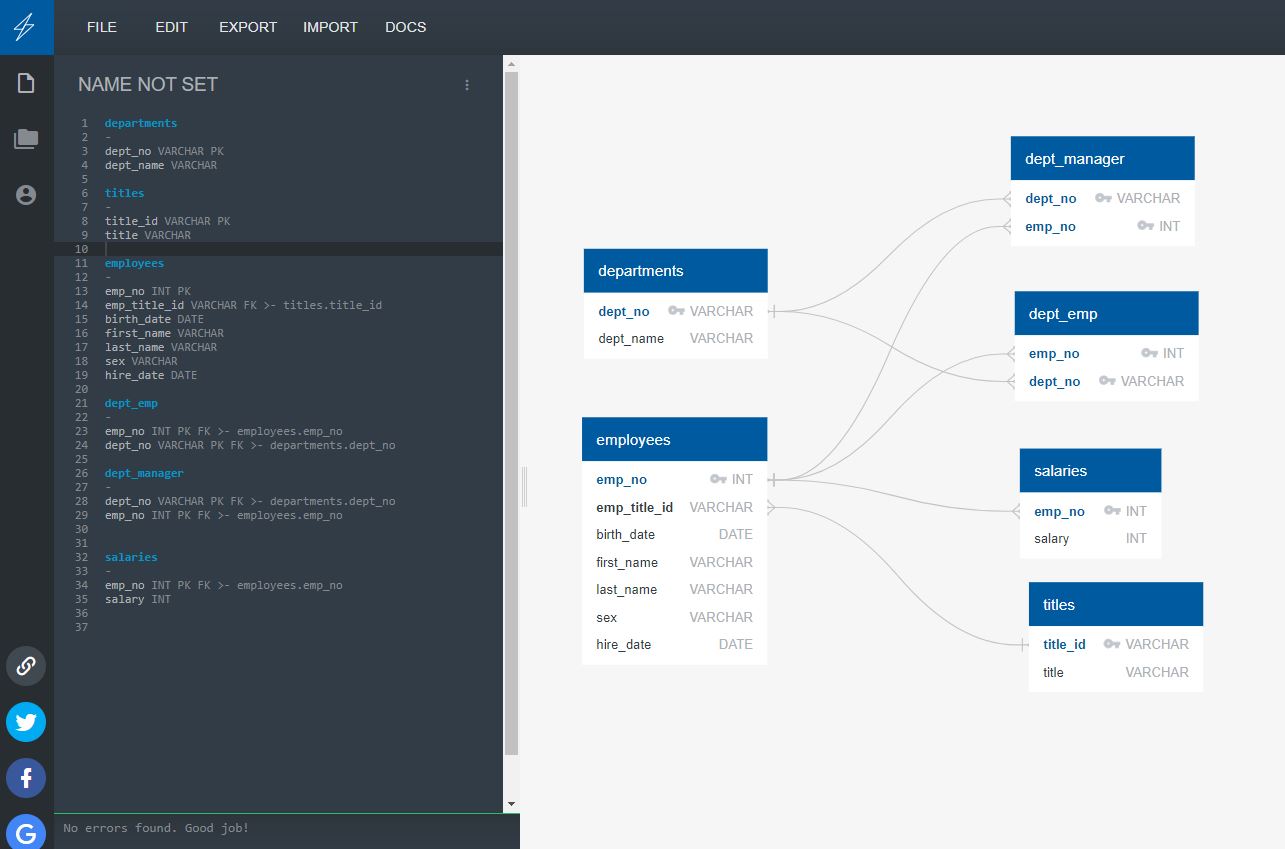 FILE EDIT EXPORT IMPORT DOCS
NAME NOT SET
1 departments
2 -
3 dept_no VARCHAR PK
4 dept_name VARCHAR
5
6 titles
7 -
8 title_id VARCHAR PK
9 title VARCHAR
10
11 employees
12 -
13 emp_no INT PK
14 emp_title_id VARCHAR FK >- titles.title_id
15 birth_date DATE
16 first_name VARCHAR
17 last_name VARCHAR
18 sex VARCHAR
19 hire_date DATE
20
21 dept_emp
22 -
23 emp_no INT PK FK >- employees.emp_no
24 dept_no VARCHAR PK FK >- departments.dept_no
25
26 dept_manager
27 -
28 dept_no VARCHAR PK FK >- departments.dept_no
29 emp_no INT PK FK >- employees.emp_no
30
31
32 salaries
33 -
34 emp_no INT PK FK >- employees.emp_no
35 salary INT
36
37
No errors found. Good job!
departments
dept_no VARCHAR
dept_name VARCHAR
employees
emp_no INT
emp_title_id VARCHAR
birth_date DATE
first_name VARCHAR
last_name VARCHAR
sex VARCHAR
hire_date DATE
dept_manager
dept_no VARCHAR
emp_no INT
dept_emp
emp_no INT
dept_no VARCHAR
salaries
emp_no INT
salary INT
titles
title_id VARCHAR
title VARCHAR